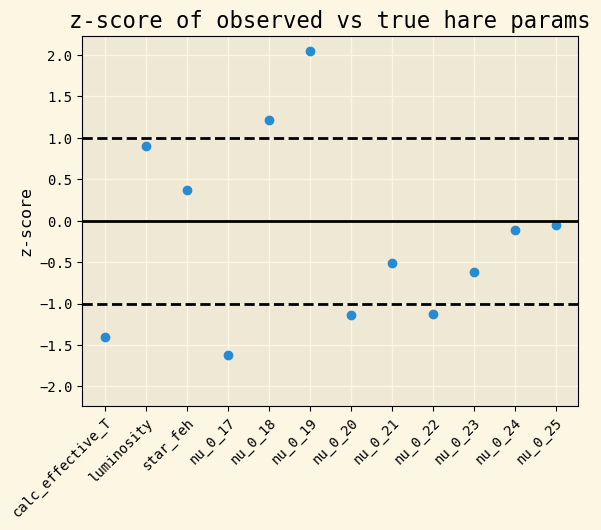 z-score of observed vs true hare params
z-score
2.0
1.5
1.0
0.5
0.0
−0.5
−1.0
−1.5
−2.0
calc_effective_T
luminosity
star_feh
nu_0_17
nu_0_18
nu_0_19
nu_0_20
nu_0_21
nu_0_22
nu_0_23
nu_0_24
nu_0_25